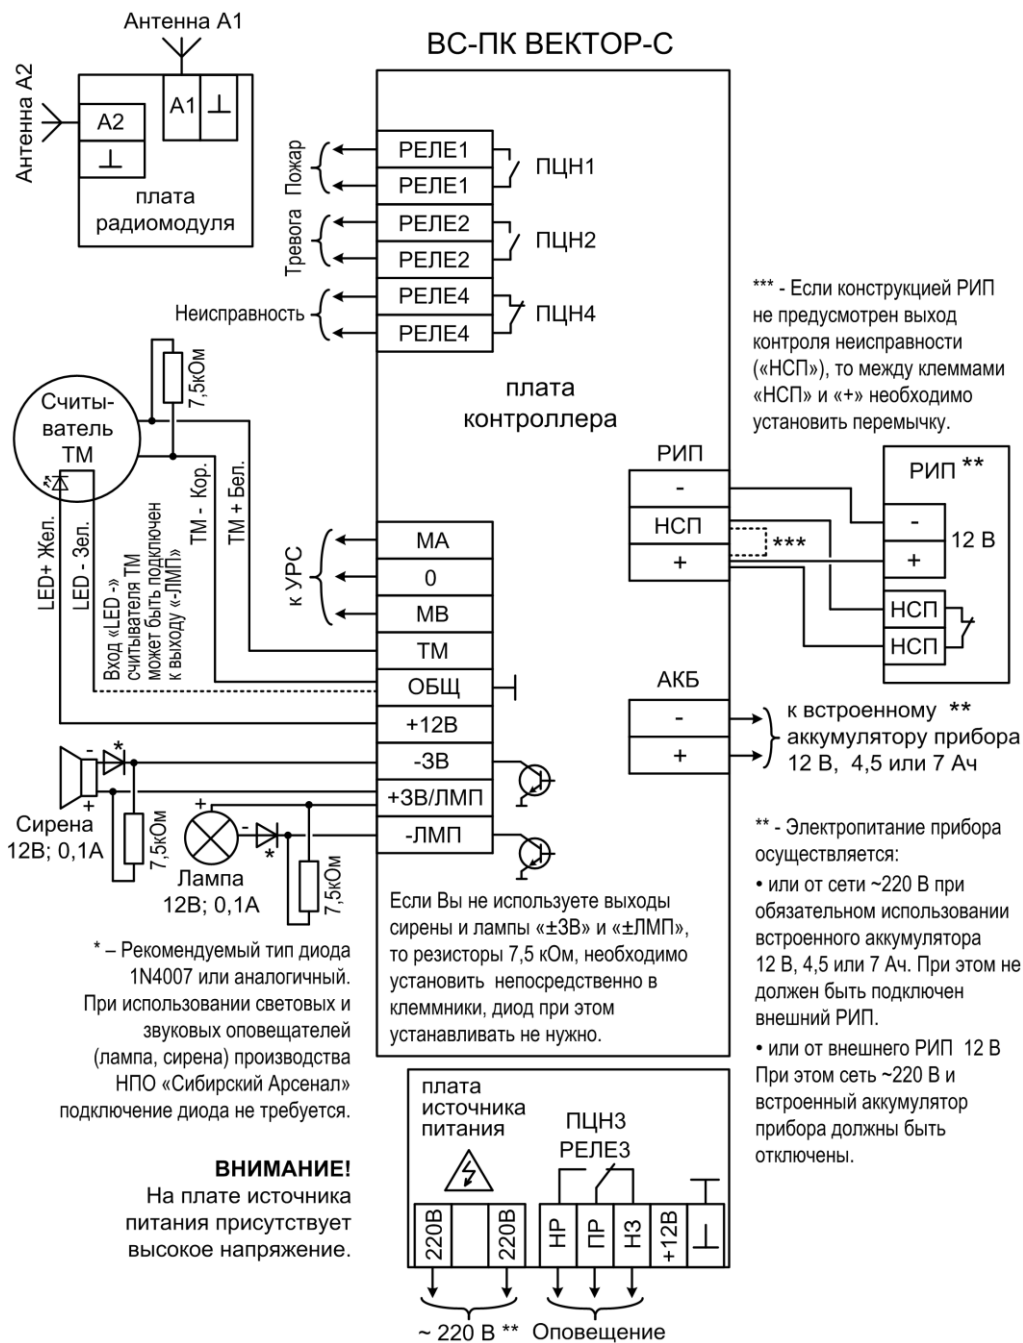 Антенна А1
ВС-ПК ВЕКТОР-С
Антенна А2
А1
А2
плата
радиомодуля
Пожар
РЕЛЕ1
РЕЛЕ1
ПЦН1
Тревога
РЕЛЕ2
РЕЛЕ2
ПЦН2
Неисправность
РЕЛЕ4
РЕЛЕ4
ПЦН4
плата
контроллера
*** - Если конструкцией РИП
не предусмотрен выход
контроля неисправности
(«НСП»), то между клеммами
«НСП» и «+» необходимо
установить перемычку.
7,5кОм
Считы-
ватель
ТМ
LED+ Жел.
LED - Зел.
Вход «LED -»
считывателя ТМ
может быть подключен
к выходу «-ЛМП»
ТМ - Кор.
ТМ + Бел.
РИП
-
НСП
+
***
РИП **
-
+
12 В
НСП
НСП
к УРС
МА
0
МВ
ТМ
ОБЩ
+12В
-ЗВ
+ЗВ/ЛМП
-ЛМП
АКБ
-
+
к встроенному **
аккумулятору прибора
12 В, 4,5 или 7 Ач
- *
+
Сирена
12В; 0,1А
7,5кОм
+
-
*
Лампа
12В; 0,1А
7,5кОм
Если Вы не используете выходы
сирены и лампы «±ЗВ» и «±ЛМП»,
то резисторы 7,5 кОм, необходимо
установить непосредственно в
клеммники, диод при этом
устанавливать не нужно.
* – Рекомендуемый тип диода
1N4007 или аналогичный.
При использовании световых и
звуковых оповещателей
(лампа, сирена) производства
НПО «Сибирский Арсенал»
подключение диода не требуется.
** - Электропитание прибора
осуществляется:
• или от сети ~220 В при
обязательном использовании
встроенного аккумулятора
12 В, 4,5 или 7 Ач. При этом не
должен быть подключен
внешний РИП.
• или от внешнего РИП 12 В
При этом сеть ~220 В и
встроенный аккумулятор
прибора должны быть
отключены.
ВНИМАНИЕ!
На плате источника
питания присутствует
высокое напряжение.
плата
источника
питания
ПЦН3
РЕЛЕ3
220В
220В
НР
ПР
НЗ
+12В
~ 220 В **
Оповещение